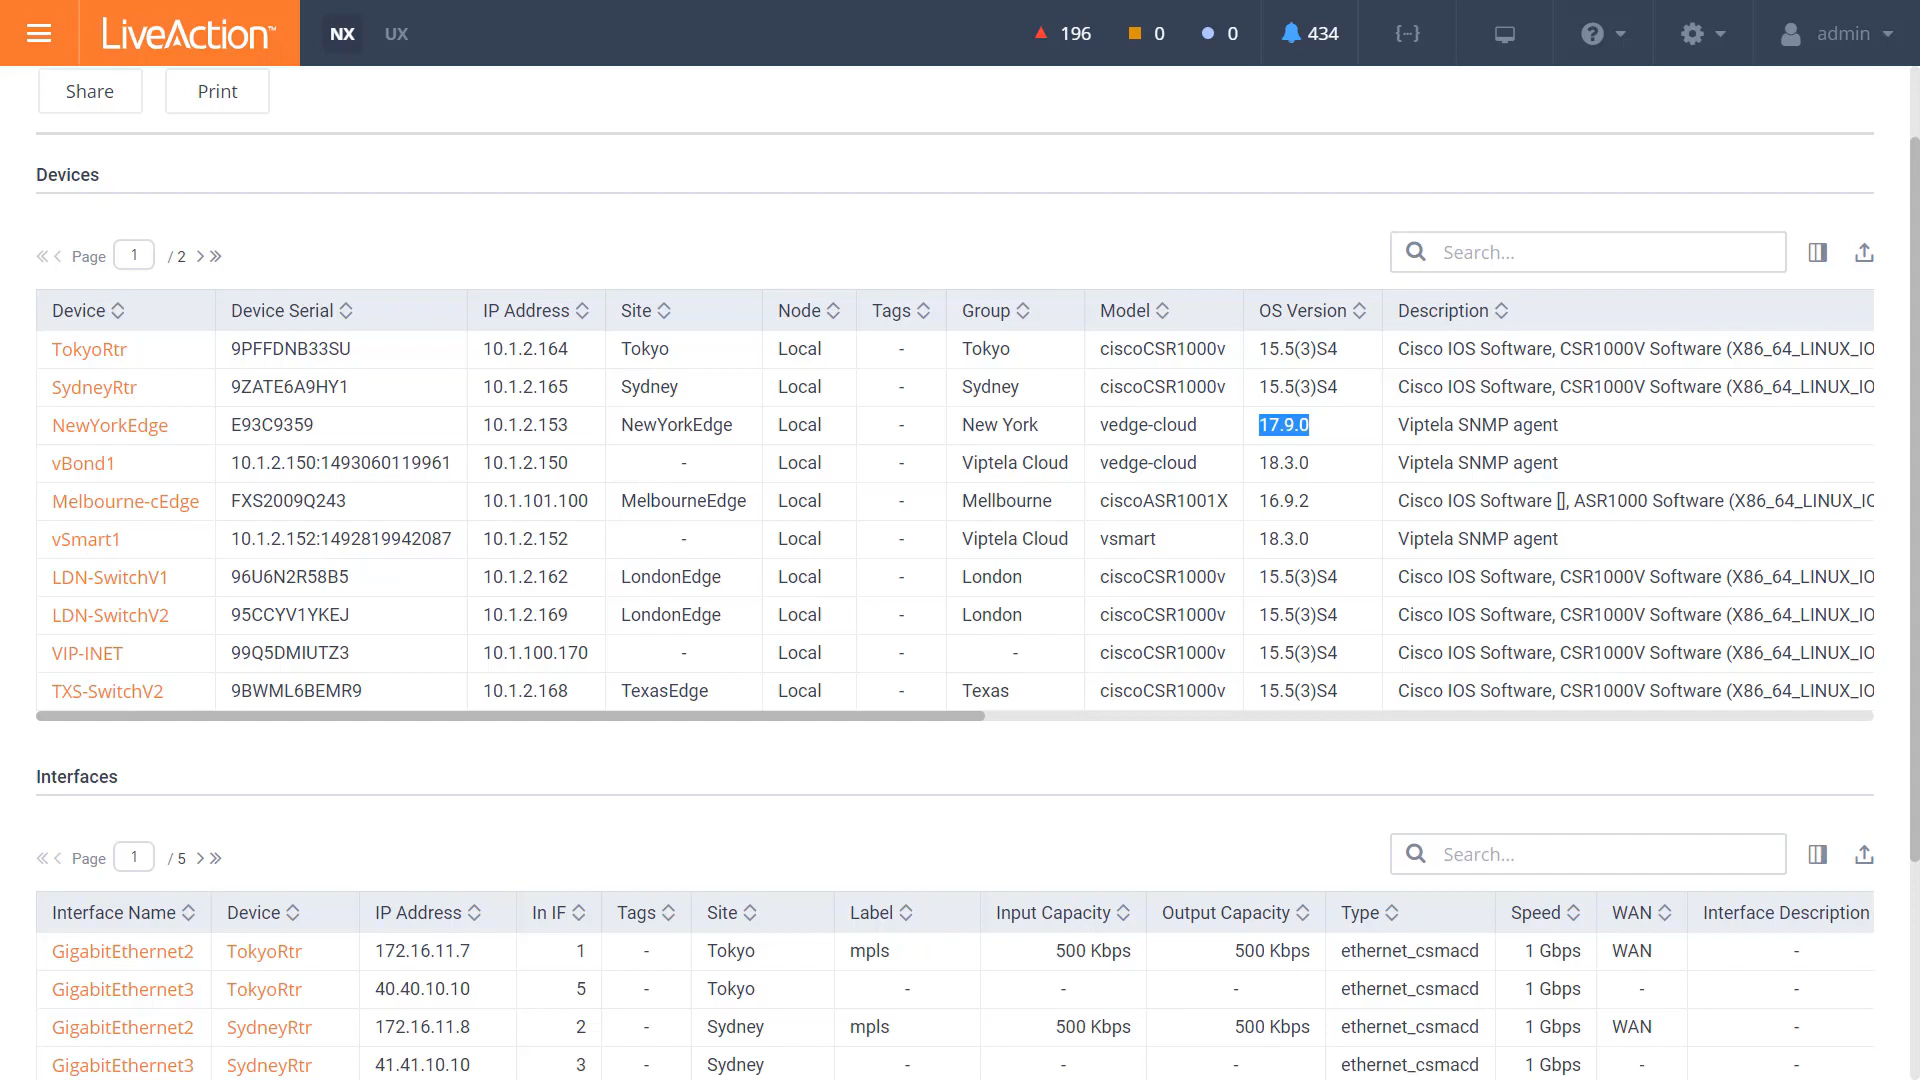 LiveAction™ NX UX 196 0 0 434 {···} admin
Share Print
Devices
Page 1 / 2 Search...
Device Device Serial IP Address Site Node Tags Group Model OS Version Description
TokyoRtr 9PFFDNB33SU 10.1.2.164 Tokyo Local - Tokyo ciscoCSR1000v 15.5(3)S4 Cisco IOS Software, CSR1000V Software (X86_64_LINUX_IO
SydneyRtr 9ZATE6A9HY1 10.1.2.165 Sydney Local - Sydney ciscoCSR1000v 15.5(3)S4 Cisco IOS Software, CSR1000V Software (X86_64_LINUX_IO
NewYorkEdge E93C9359 10.1.2.153 NewYorkEdge Local - New York vedge-cloud 17.9.0 Viptela SNMP agent
vBond1 10.1.2.150:1493060119961 10.1.2.150 - Local - Viptela Cloud vedge-cloud 18.3.0 Viptela SNMP agent
Melbourne-cEdge FXS2009Q243 10.1.101.100 MelbourneEdge Local - Mellbourne ciscoASR1001X 16.9.2 Cisco IOS Software [], ASR1000 Software (X86_64_LINUX_IO
vSmart1 10.1.2.152:1492819942087 10.1.2.152 - Local - Viptela Cloud vsmart 18.3.0 Viptela SNMP agent
LDN-SwitchV1 96U6N2R58B5 10.1.2.162 LondonEdge Local - London ciscoCSR1000v 15.5(3)S4 Cisco IOS Software, CSR1000V Software (X86_64_LINUX_IO
LDN-SwitchV2 95CCYV1YKEJ 10.1.2.169 LondonEdge Local - London ciscoCSR1000v 15.5(3)S4 Cisco IOS Software, CSR1000V Software (X86_64_LINUX_IO
VIP-INET 99Q5DMIUTZ3 10.1.100.170 - Local - - ciscoCSR1000v 15.5(3)S4 Cisco IOS Software, CSR1000V Software (X86_64_LINUX_IO
TXS-SwitchV2 9BWML6BEMR9 10.1.2.168 TexasEdge Local - Texas ciscoCSR1000v 15.5(3)S4 Cisco IOS Software, CSR1000V Software (X86_64_LINUX_IO
Interfaces
Page 1 / 5 Search...
Interface Name Device IP Address In IF Tags Site Label Input Capacity Output Capacity Type Speed WAN Interface Description
GigabitEthernet2 TokyoRtr 172.16.11.7 1 - Tokyo mpls 500 Kbps 500 Kbps ethernet_csmacd 1 Gbps WAN -
GigabitEthernet3 TokyoRtr 40.40.10.10 5 - Tokyo - - - ethernet_csmacd 1 Gbps - -
GigabitEthernet2 SydneyRtr 172.16.11.8 2 - Sydney mpls 500 Kbps 500 Kbps ethernet_csmacd 1 Gbps WAN -
GigabitEthernet3 SydneyRtr 41.41.10.10 3 - Sydney - - - ethernet_csmacd 1 Gbps - -